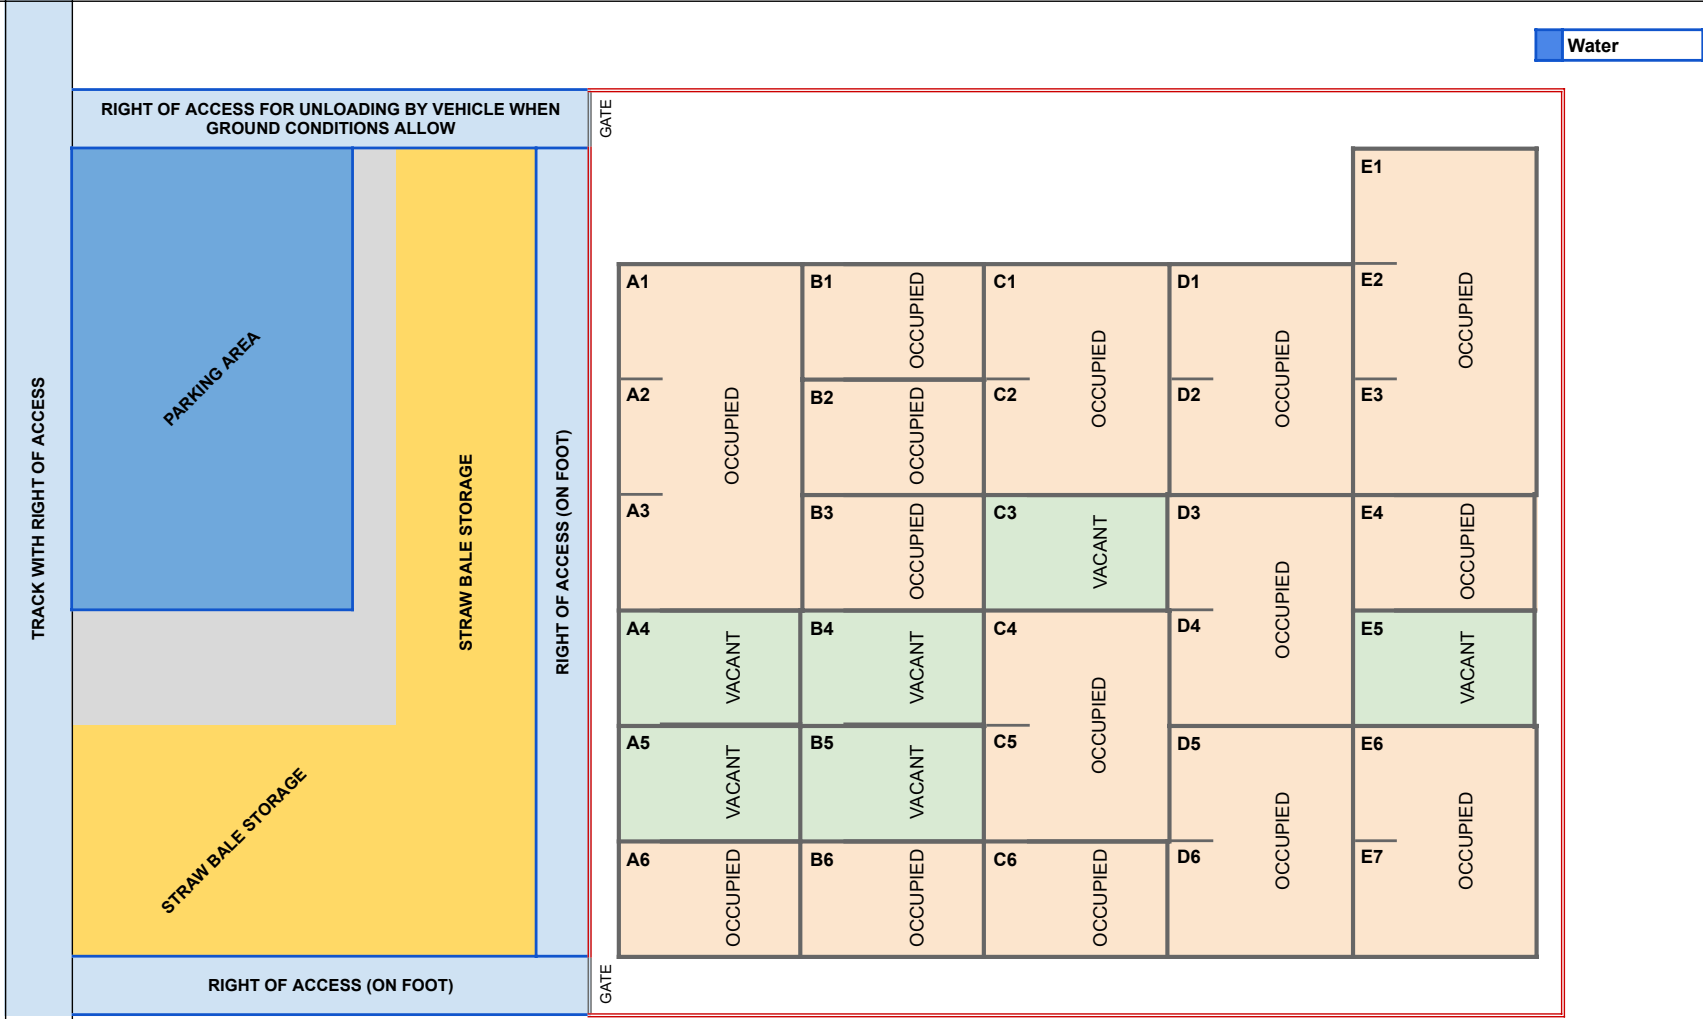 Water
RIGHT OF ACCESS FOR UNLOADING BY VEHICLE WHEN
GROUND CONDITIONS ALLOW
GATE
TRACK WITH RIGHT OF ACCESS
PARKING AREA
STRAW BALE STORAGE
STRAW BALE STORAGE
RIGHT OF ACCESS (ON FOOT)
RIGHT OF ACCESS (ON FOOT)
GATE
A1
A2
A3
OCCUPIED
A4
VACANT
A5
VACANT
A6
OCCUPIED
B1
OCCUPIED
B2
OCCUPIED
B3
OCCUPIED
B4
VACANT
B5
VACANT
B6
OCCUPIED
C1
C2
OCCUPIED
C3
VACANT
C4
C5
OCCUPIED
C6
OCCUPIED
D1
D2
OCCUPIED
D3
D4
OCCUPIED
D5
D6
OCCUPIED
E1
E2
E3
OCCUPIED
E4
OCCUPIED
E5
VACANT
E6
E7
OCCUPIED